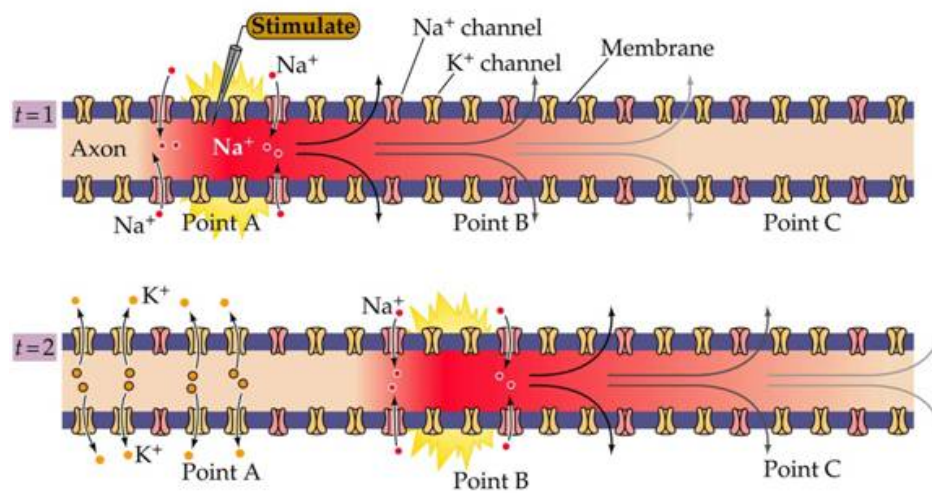 Stimulate
Na⁺ channel
K⁺ channel
Membrane
Na⁺
t=1
Axon
Na⁺
Na⁺
Point A
Point B
Point C
K⁺
Na⁺
t=2
K⁺
Point A
Point B
Point C